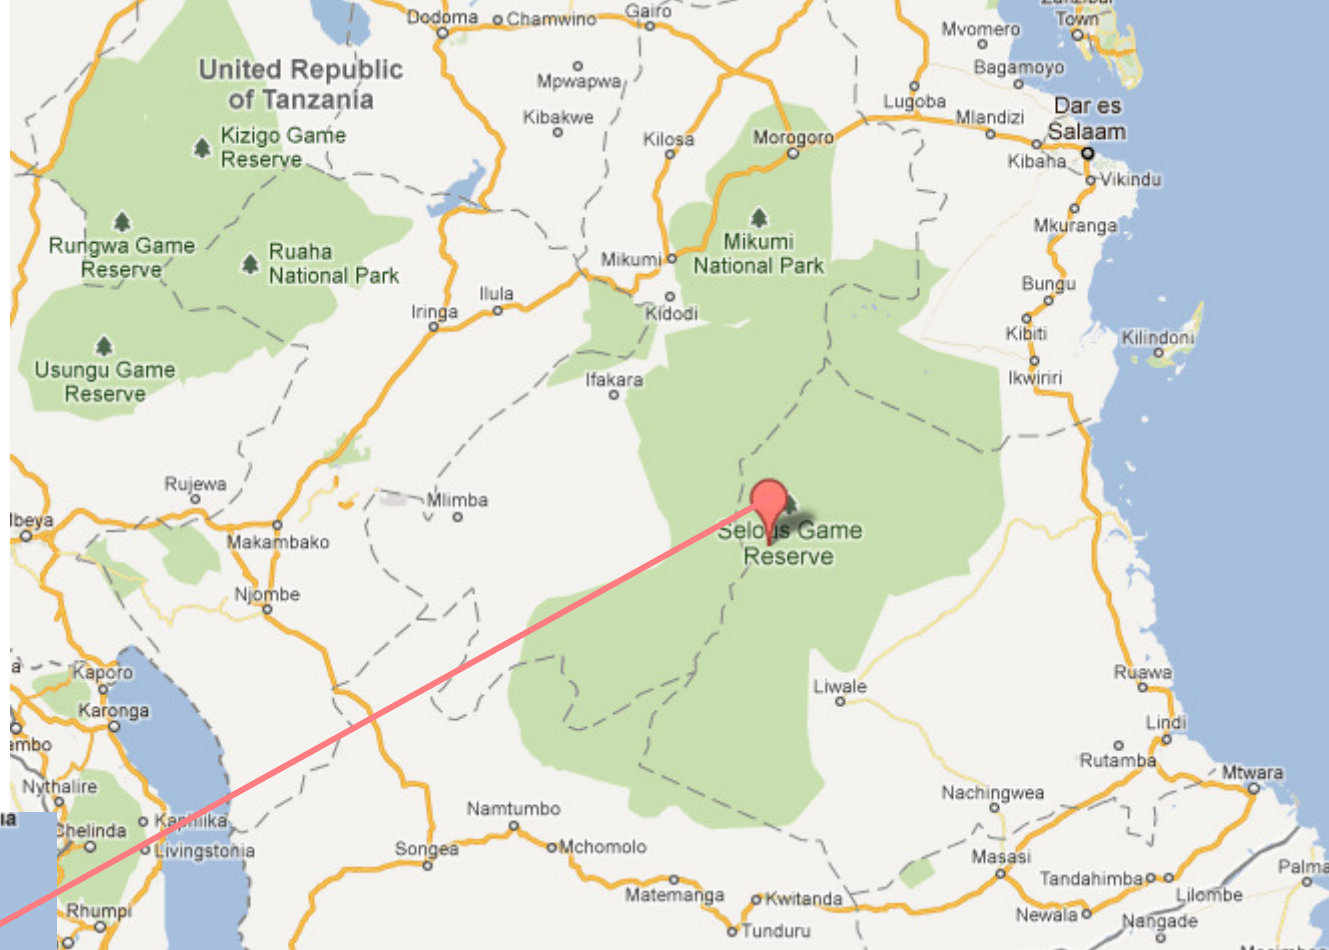 Zanzibar
Town
Dodoma
Chamwino
Gairo
Mvomero
United Republic
of Tanzania
Mpwapwa
Bagamoyo
Lugoba
Dar es
Salaam
Kibakwe
Mlandizi
Kizigo Game
Reserve
Kilosa
Morogoro
Kibaha
Vikindu
Mkuranga
Rungwa Game
Reserve
Ruaha
National Park
Mikumi
Mikumi
National Park
Bungu
Ilula
Iringa
Kidodi
Kibiti
Kilindoni
Usungu Game
Reserve
Ifakara
Ikwiriri
Rujewa
Mlimba
Mbeya
Makambako
Selous Game
Reserve
Njombe
Kaporo
Karonga
Liwale
Ruawa
Lindi
Rutamba
Mtwara
Nythalire
Nachingwea
Namtumbo
Chelinda
Kaphiika
Livingstonia
Songea
Mchomolo
Masasi
Palma
Matemanga
Kwitanda
Tandahimba
Lilombe
Rhumpi
Newala
Nangade
Tunduru